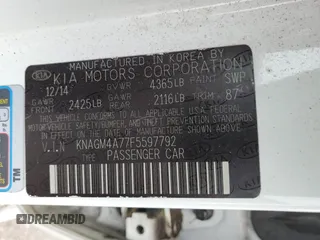 MANUFACTURED IN KOREA BY
KIA KIA MOTORS CORPORATION
12/14 GVWR 4365LB PAINT SWP
GAWR FRONT 2425LB GAWR REAR 2116LB TRIM 87
THIS VEHICLE CONFORMS TO ALL APPLICABLE U.S.A. FEDERAL
MOTOR VEHICLE SAFETY, BUMPER, AND THEFT PREVENTION
STANDARDS IN EFFECT ON THE DATE OF MANUFACTURE SHOWN ABOVE.
V.I.N KNAGM4A77F5597792
PASSENGER CAR
TM
DREAMBID